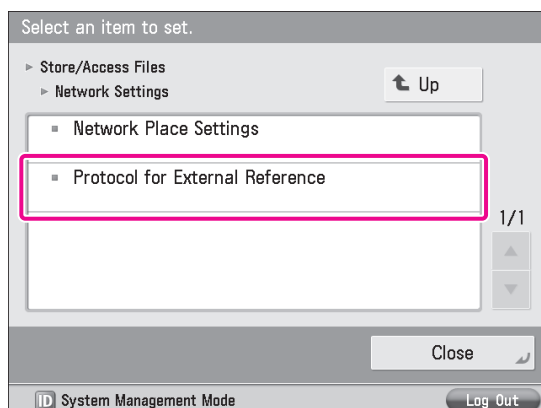 Select an item to set.
Store/Access Files
Network Settings
Up
Network Place Settings
Protocol for External Reference
1/1
Close
ID System Management Mode
Log Out